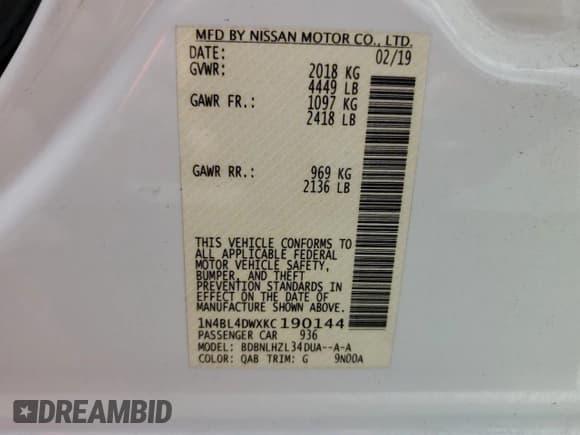 MFD BY NISSAN MOTOR CO., LTD.
DATE: 02/19
GVWR: 2018 KG
4449 LB
GAWR FR.: 1097 KG
2418 LB
GAWR RR.: 969 KG
2136 LB
THIS VEHICLE CONFORMS TO
ALL APPLICABLE FEDERAL
MOTOR VEHICLE SAFETY,
BUMPER, AND THEFT
PREVENTION STANDARDS IN
EFFECT ON THE DATE OF
MANUFACTURE SHOWN ABOVE.
1N4BL4DWXKC190144
PASSENGER CAR 936
MODEL: BDBNLHZL34DUA--A-A
COLOR: QAB TRIM: G 9N00A
DREAMBID